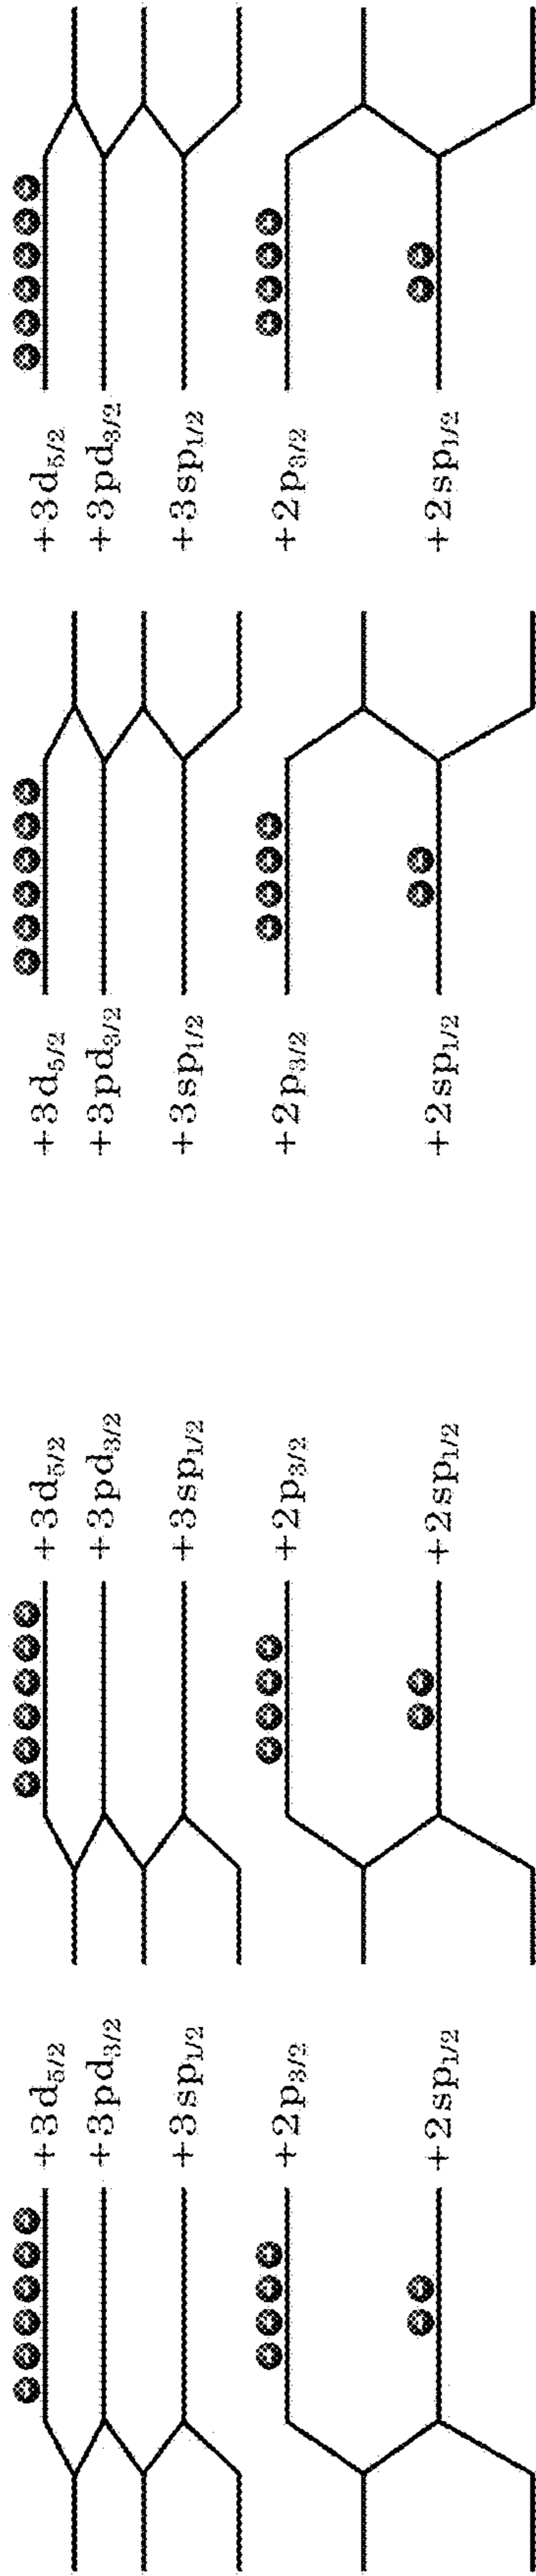 +3d₅/₂
+3pd₃/₂
+3sp₁/₂
+2p₃/₂
+2sp₁/₂
+3d₅/₂
+3pd₃/₂
+3sp₁/₂
+2p₃/₂
+2sp₁/₂
+3d₅/₂
+3pd₃/₂
+3sp₁/₂
+2p₃/₂
+2sp₁/₂
+3d₅/₂
+3pd₃/₂
+3sp₁/₂
+2p₃/₂
+2sp₁/₂